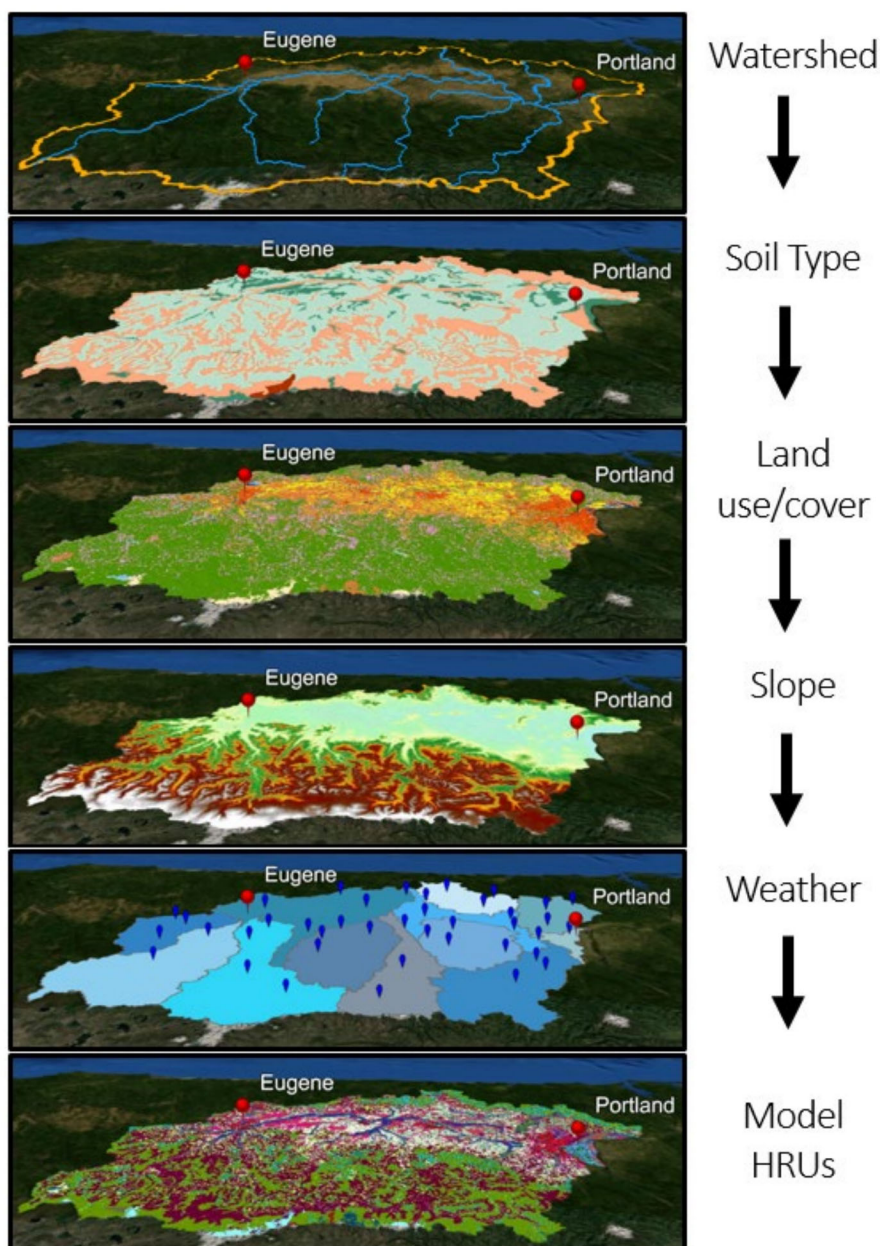 Eugene
Portland
Watershed
Eugene
Portland
Soil Type
Eugene
Portland
Land
use/cover
Eugene
Portland
Slope
Eugene
Portland
Weather
Eugene
Portland
Model
HRUs